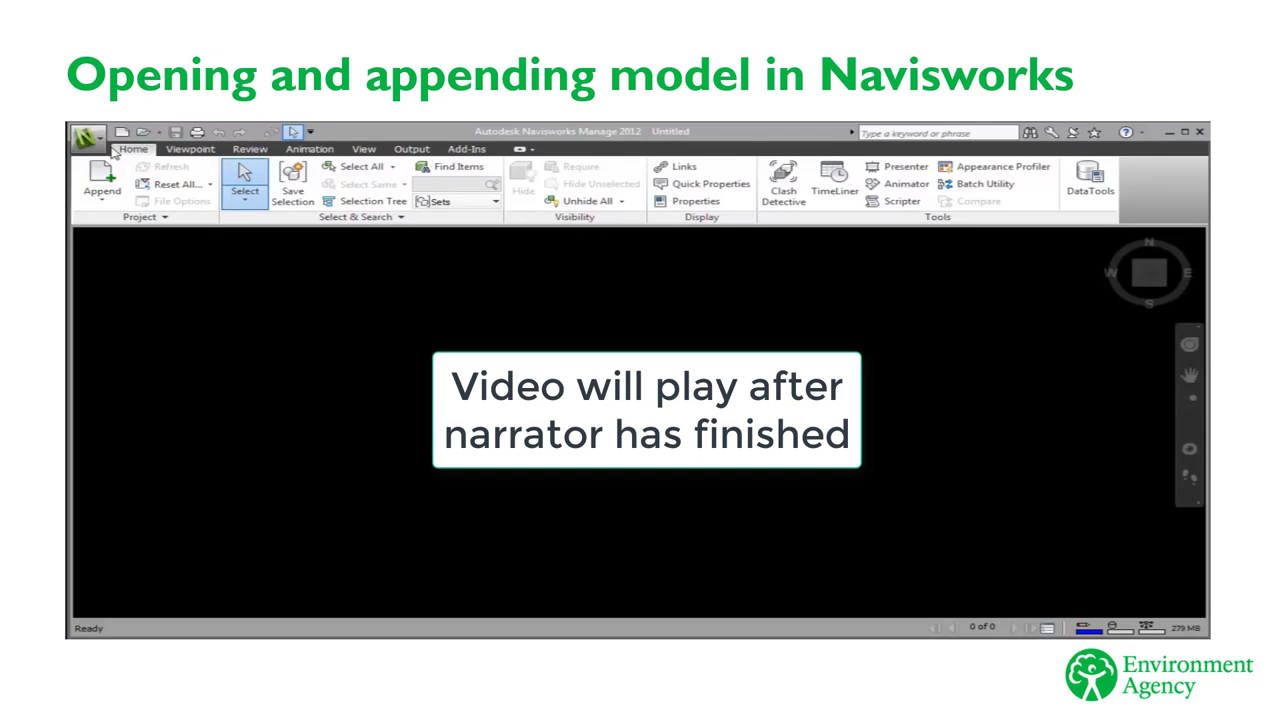 Opening and appending model in Navisworks
Autodesk Navisworks Manage 2012 Untitled
Type a keyword or phrase
Home Viewpoint Review Animation View Output Add-Ins
Append
Refresh
Reset All...
File Options
Project
Select
Save
Selection
Select All
Select Same
Selection Tree
Find Items
Sets
Select & Search
Hide
Require
Hide Unselected
Unhide All
Visibility
Links
Quick Properties
Properties
Display
Clash
Detective
TimeLiner
Presenter
Animator
Scripter
Appearance Profiler
Batch Utility
Compare
Tools
DataTools
N
W
E
S
Video will play after
narrator has finished
Ready
0 of 0
279 MB
Environment
Agency